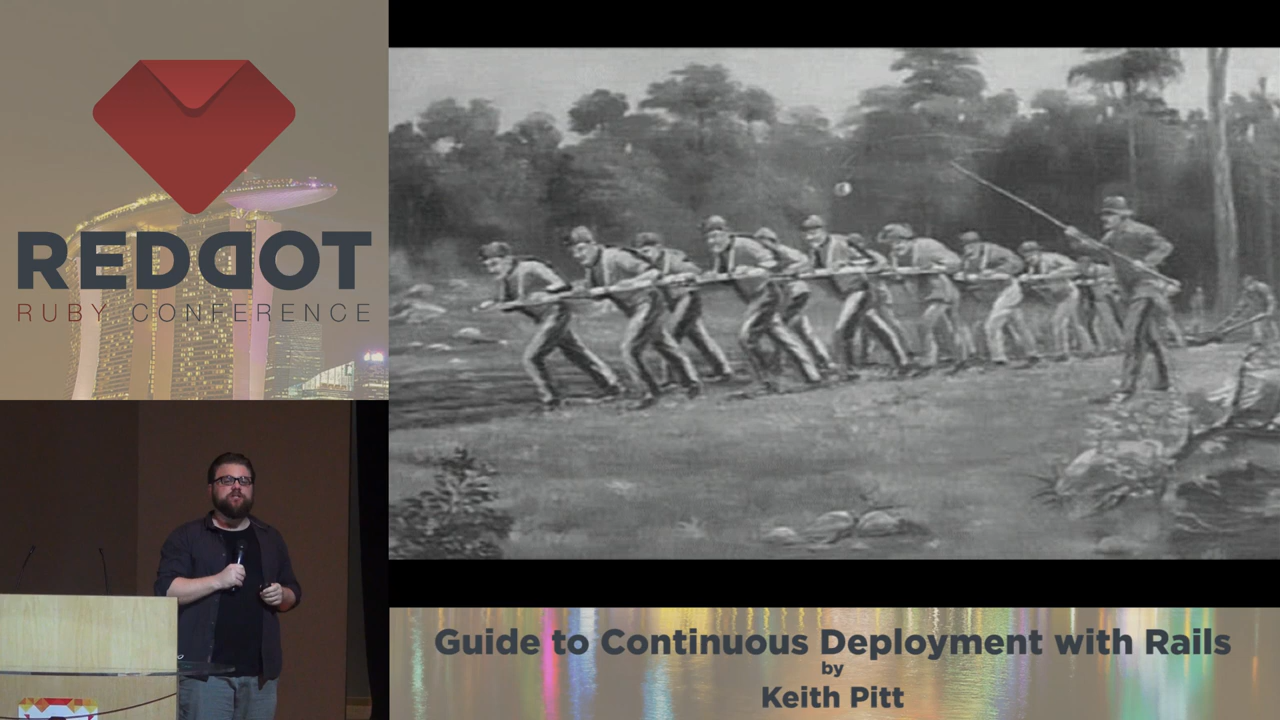 REDDOT
RUBY CONFERENCE
Guide to Continuous Deployment with Rails
by
Keith Pitt